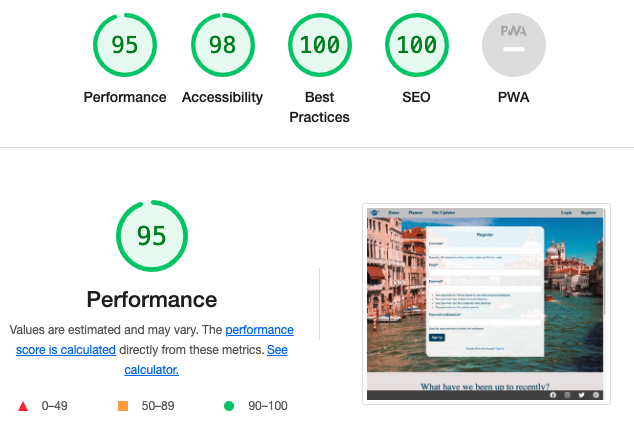 95
98
100
100
PWA
Performance
Accessibility
Best
Practices
SEO
PWA
95
Performance
Values are estimated and may vary. The performance
score is calculated directly from these metrics. See
calculator.
0–49
50–89
90–100
Home Planner Site Updates Login Register
Register
Username*
Email*
Password*
Password confirmation*
Sign Up
What have we been up to recently?